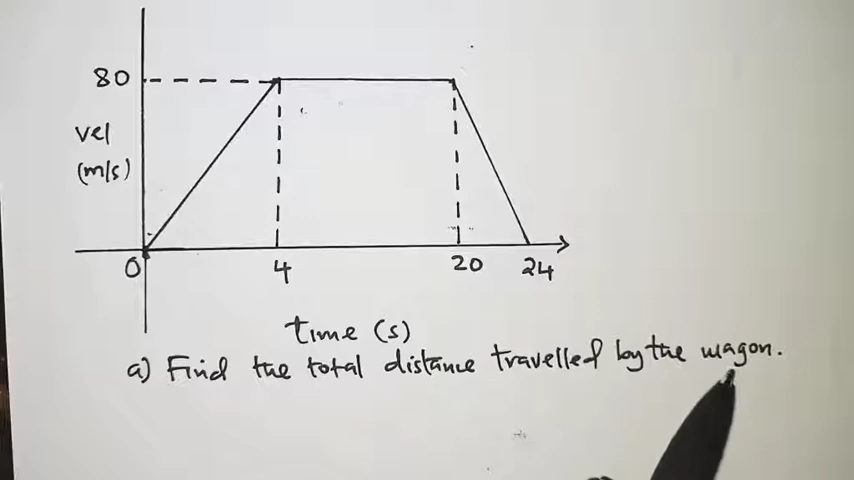 80
vel
(m/s)
0
4
20
24
time (s)
a) Find the total distance travelled by the wagon.